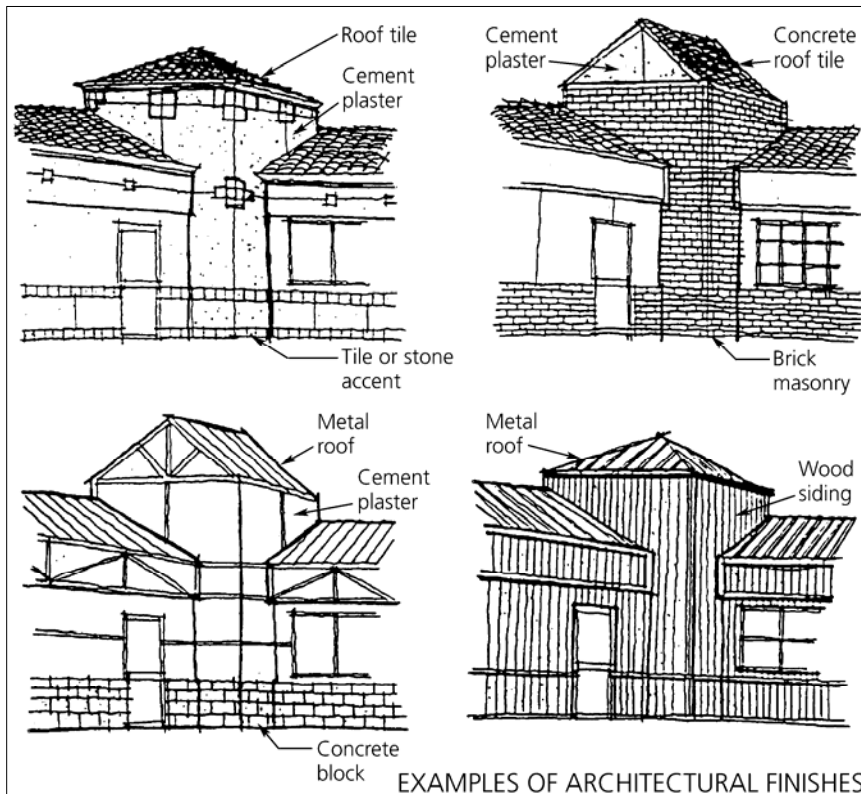 Roof tile
Cement
plaster
Tile or stone
accent
Cement
plaster
Concrete
roof tile
Brick
masonry
Metal
roof
Cement
plaster
Concrete
block
Metal
roof
Wood
siding
EXAMPLES OF ARCHITECTURAL FINISHES